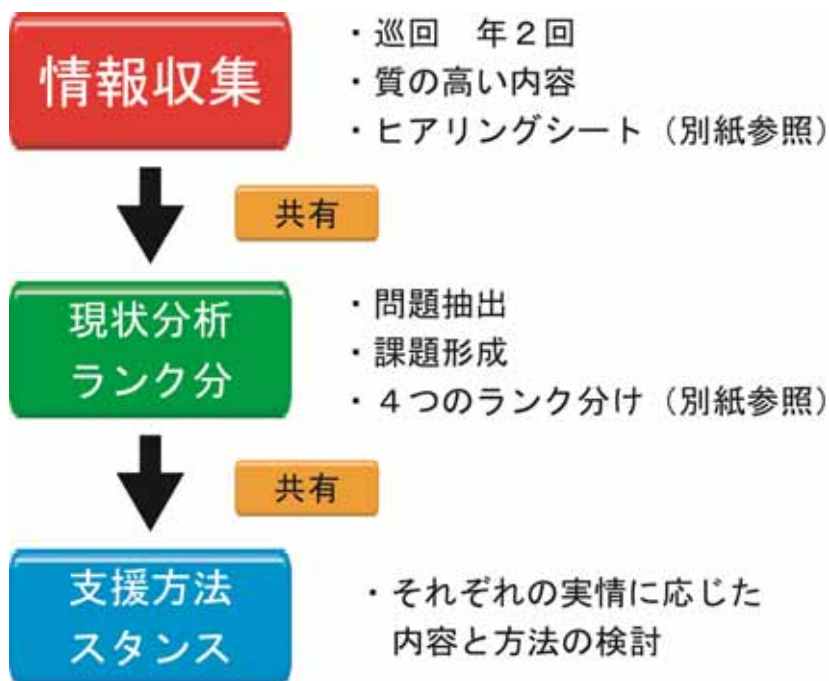 情報収集
・巡回　年２回
・質の高い内容
・ヒアリングシート（別紙参照）
共有
現状分析
ランク分
・問題抽出
・課題形成
・４つのランク分け（別紙参照）
共有
支援方法
スタンス
・それぞれの実情に応じた
内容と方法の検討